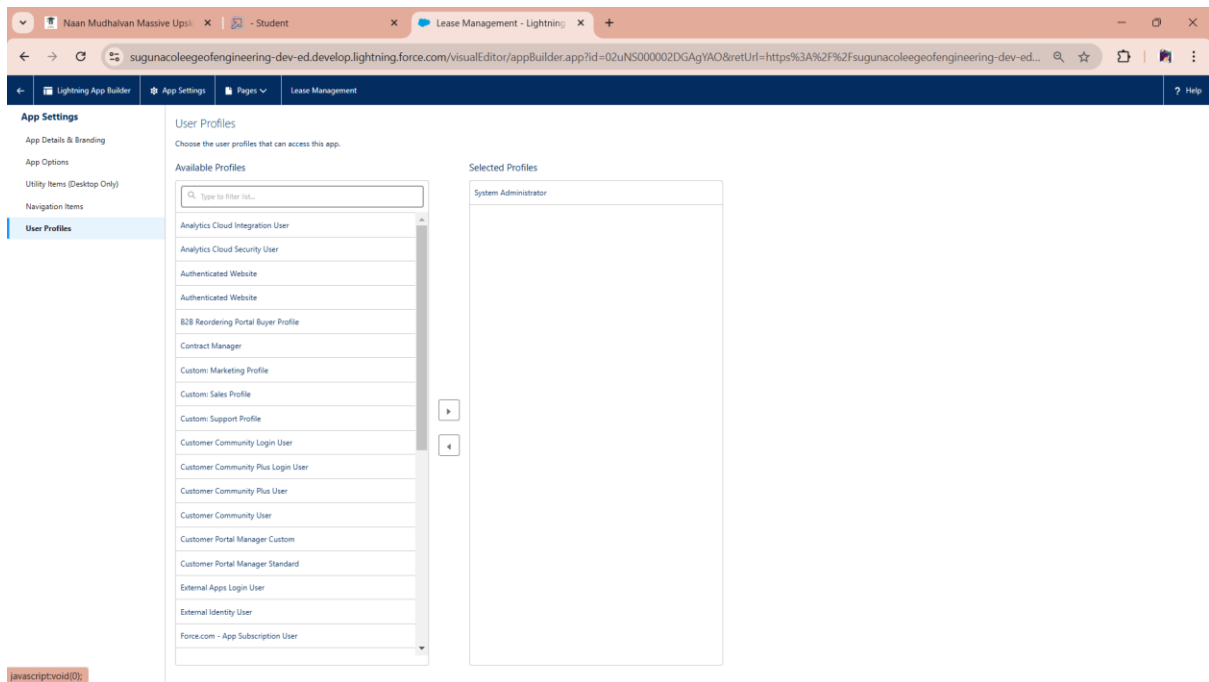 Naan Mudhalvan Massive Upski
- Student
Lease Management - Lightning
sugunacoleegeofengineering-dev-ed.develop.lightning.force.com/visualEditor/appBuilder.app?id=02uNS000002DGAgYAO&retUrl=https%3A%2F%2Fsugunacoleegeofengineering-dev-ed...
Lightning App Builder
App Settings
Pages
Lease Management
? Help
App Settings
App Details & Branding
App Options
Utility Items (Desktop Only)
Navigation Items
User Profiles
User Profiles
Choose the user profiles that can access this app.
Available Profiles
Type to filter list...
Analytics Cloud Integration User
Analytics Cloud Security User
Authenticated Website
Authenticated Website
B2B Reordering Portal Buyer Profile
Contract Manager
Custom: Marketing Profile
Custom: Sales Profile
Custom: Support Profile
Customer Community Login User
Customer Community Plus Login User
Customer Community Plus User
Customer Community User
Customer Portal Manager Custom
Customer Portal Manager Standard
External Apps Login User
External Identity User
Force.com - App Subscription User
Selected Profiles
System Administrator
javascript:void(0);